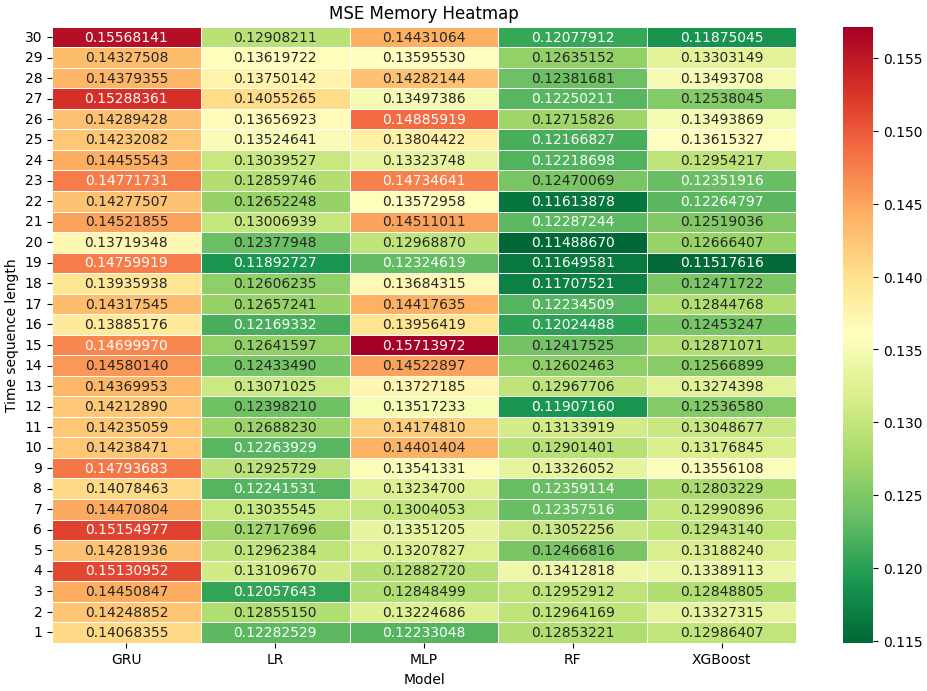 MSE Memory Heatmap
30 0.15568141 0.12908211 0.14431064 0.12077912 0.11875045
29 0.14327508 0.13619722 0.13595530 0.12635152 0.13303149
28 0.14379355 0.13750142 0.14282144 0.12381681 0.13493708
27 0.15288361 0.14055265 0.13497386 0.12250211 0.12538045
26 0.14289428 0.13656923 0.14885919 0.12715826 0.13493869
25 0.14232082 0.13524641 0.13804422 0.12166827 0.13615327
24 0.14455543 0.13039527 0.13323748 0.12218698 0.12954217
23 0.14771731 0.12859746 0.14734641 0.12470069 0.12351916
22 0.14277507 0.12652248 0.13572958 0.11613878 0.12264797
21 0.14521855 0.13006939 0.14511011 0.12287244 0.12519036
20 0.13719348 0.12377948 0.12968870 0.11488670 0.12666407
19 0.14759919 0.11892727 0.12324619 0.11649581 0.11517616
18 0.13935938 0.12606235 0.13684315 0.11707521 0.12471722
17 0.14317545 0.12657241 0.14417635 0.12234509 0.12844768
16 0.13885176 0.12169332 0.13956419 0.12024488 0.12453247
15 0.14699970 0.12641597 0.15713972 0.12417525 0.12871071
14 0.14580140 0.12433490 0.14522897 0.12602463 0.12566899
13 0.14369953 0.13071025 0.13727185 0.12967706 0.13274398
12 0.14212890 0.12398210 0.13517233 0.11907160 0.12536580
11 0.14235059 0.12688230 0.14174810 0.13133919 0.13048677
10 0.14238471 0.12263929 0.14401404 0.12901401 0.13176845
9 0.14793683 0.12925729 0.13541331 0.13326052 0.13556108
8 0.14078463 0.12241531 0.13234700 0.12359114 0.12803229
7 0.14470804 0.13035545 0.13004053 0.12357516 0.12990896
6 0.15154977 0.12717696 0.13351205 0.13052256 0.12943140
5 0.14281936 0.12962384 0.13207827 0.12466816 0.13188240
4 0.15130952 0.13109670 0.12882720 0.13412818 0.13389113
3 0.14450847 0.12057643 0.12848499 0.12952912 0.12848805
2 0.14248852 0.12855150 0.13224686 0.12964169 0.13327315
1 0.14068355 0.12282529 0.12233048 0.12853221 0.12986407
GRU LR MLP RF XGBoost
Model
Time sequence length
0.155
0.150
0.145
0.140
0.135
0.130
0.125
0.120
0.115